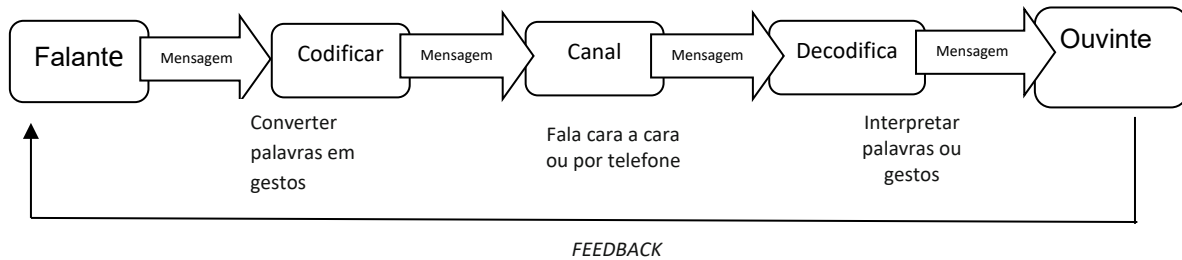 Falante
Mensagem
Codificar
Mensagem
Canal
Mensagem
Decodifica
Mensagem
Ouvinte
Converter
palavras em
gestos
Fala cara a cara
ou por telefone
Interpretar
palavras ou
gestos
FEEDBACK